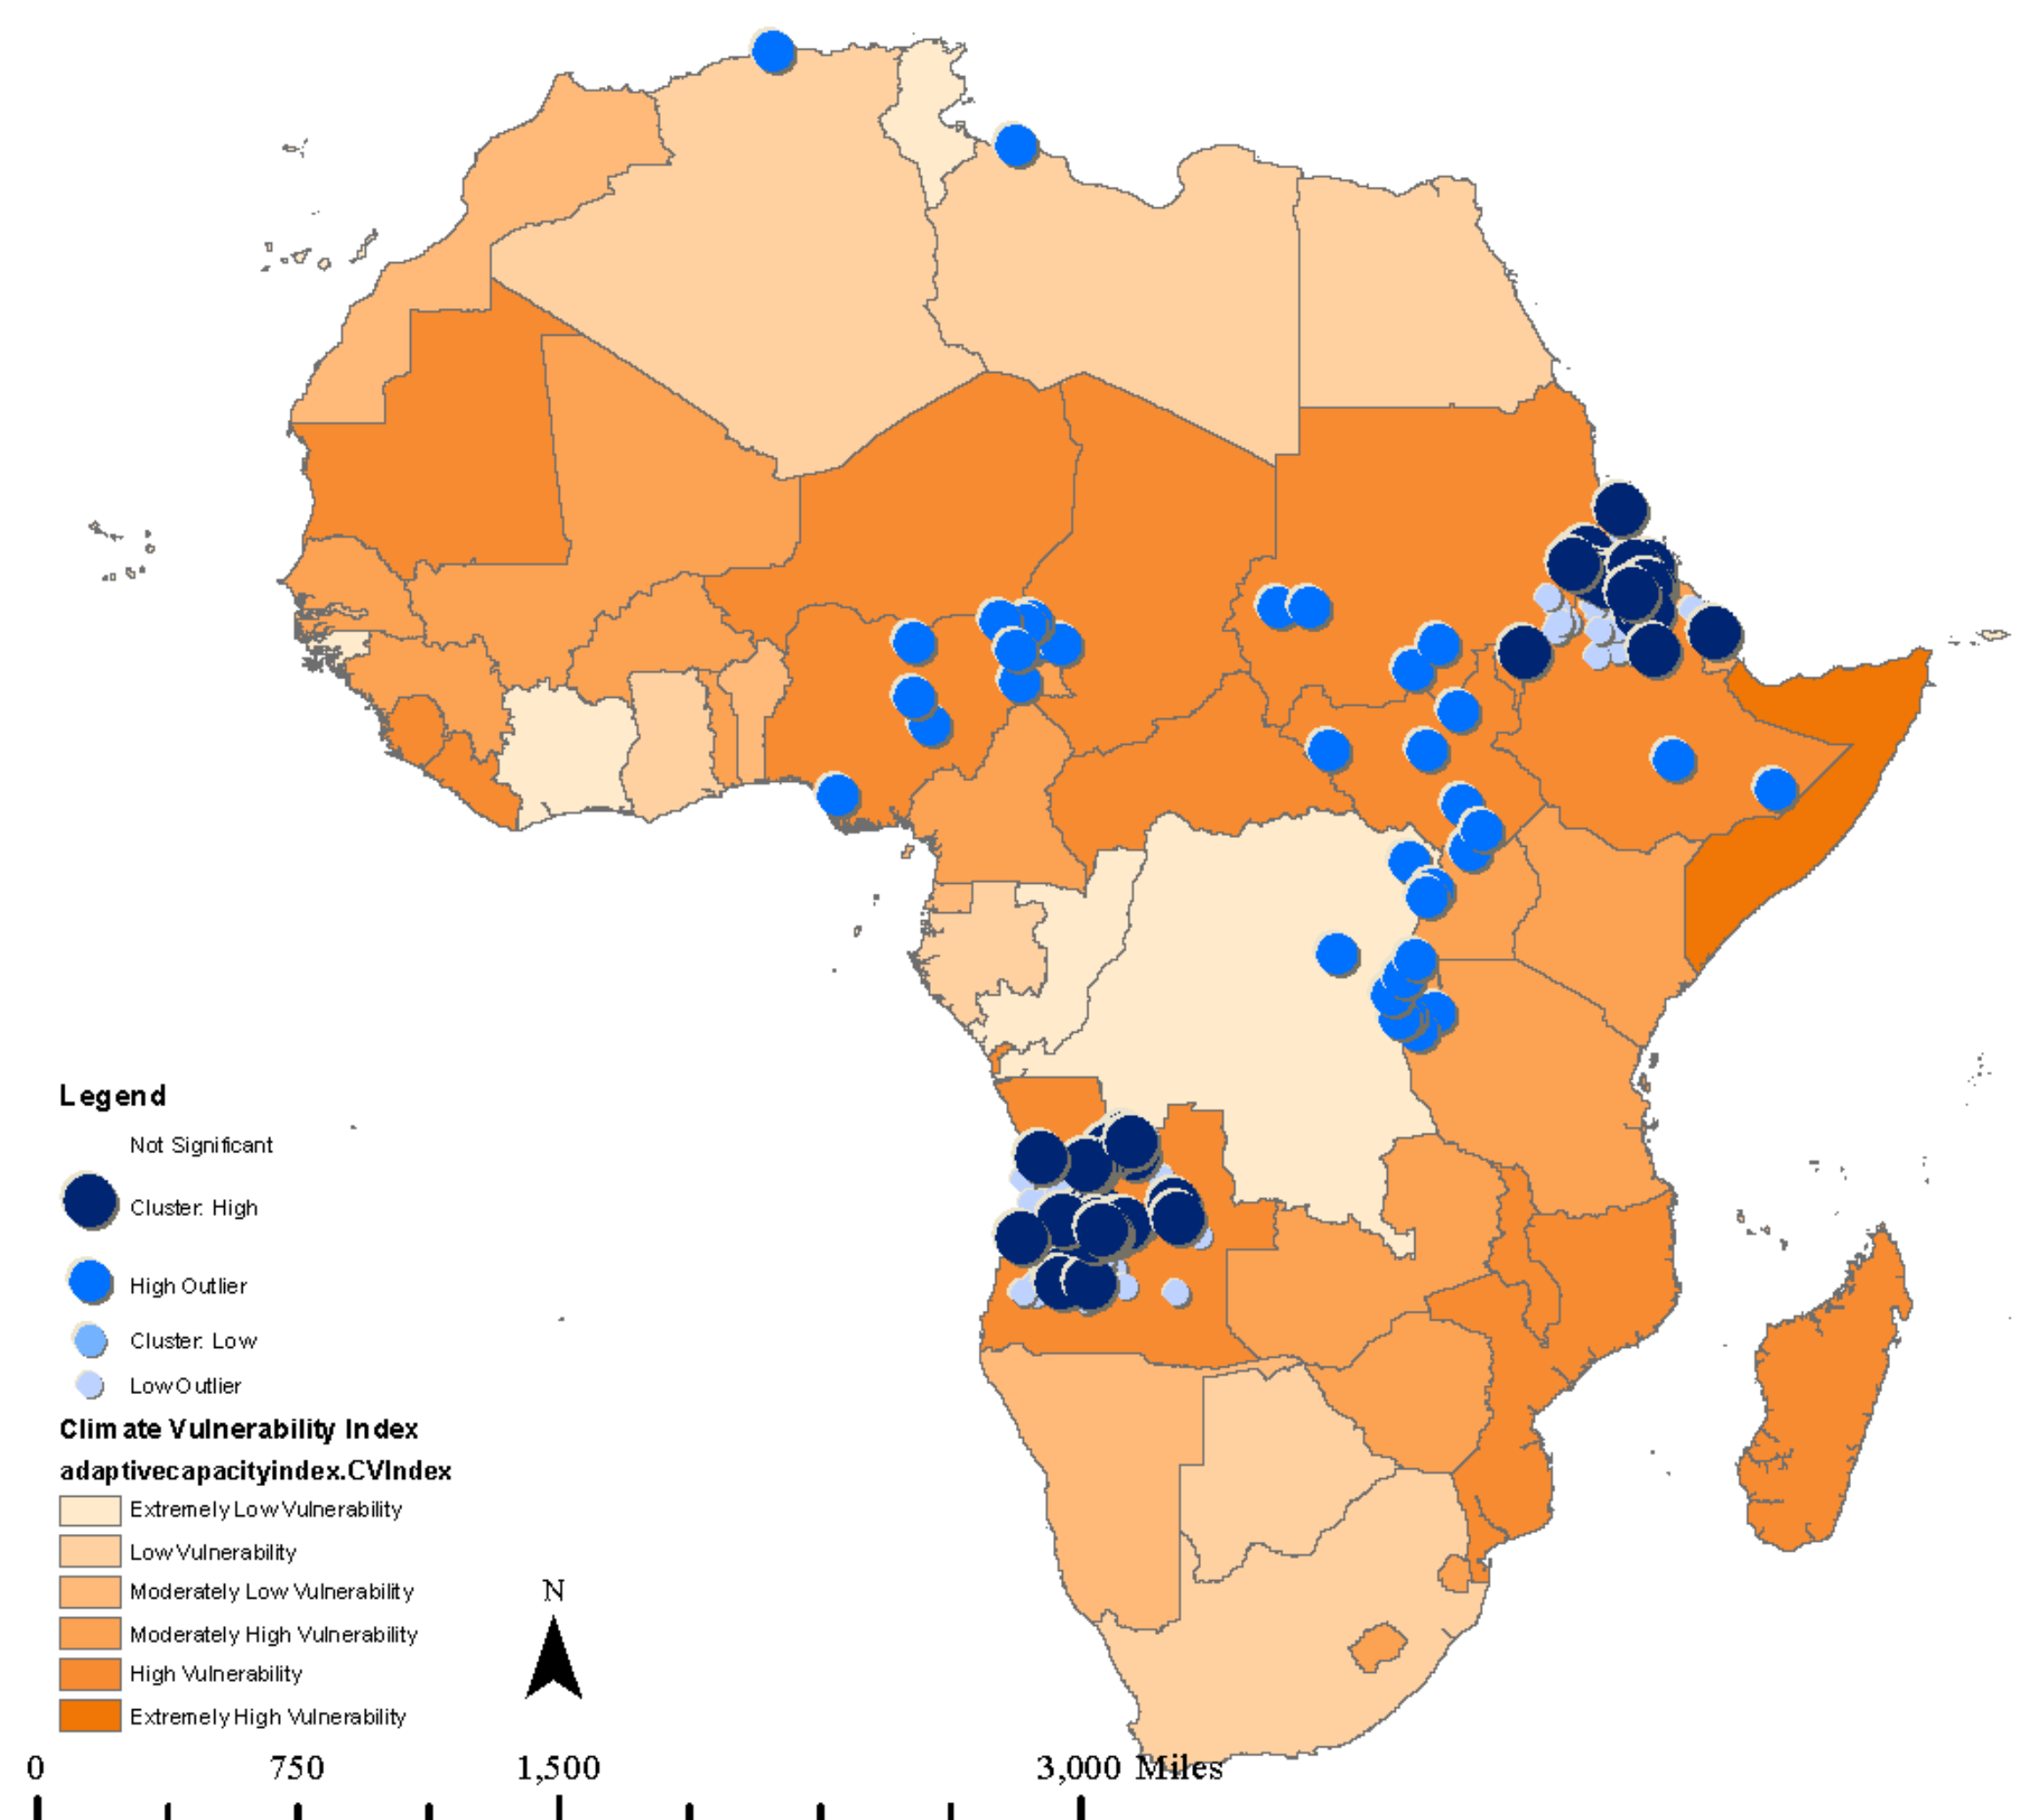 Legend
Not Significant
Cluster: High
High Outlier
Cluster: Low
Low Outlier
Climate Vulnerability Index
adaptivecapacityindex.CVIndex
Extremely Low Vulnerability
Low Vulnerability
Moderately Low Vulnerability
Moderately High Vulnerability
High Vulnerability
Extremely High Vulnerability
N
0 750 1,500 3,000 Miles